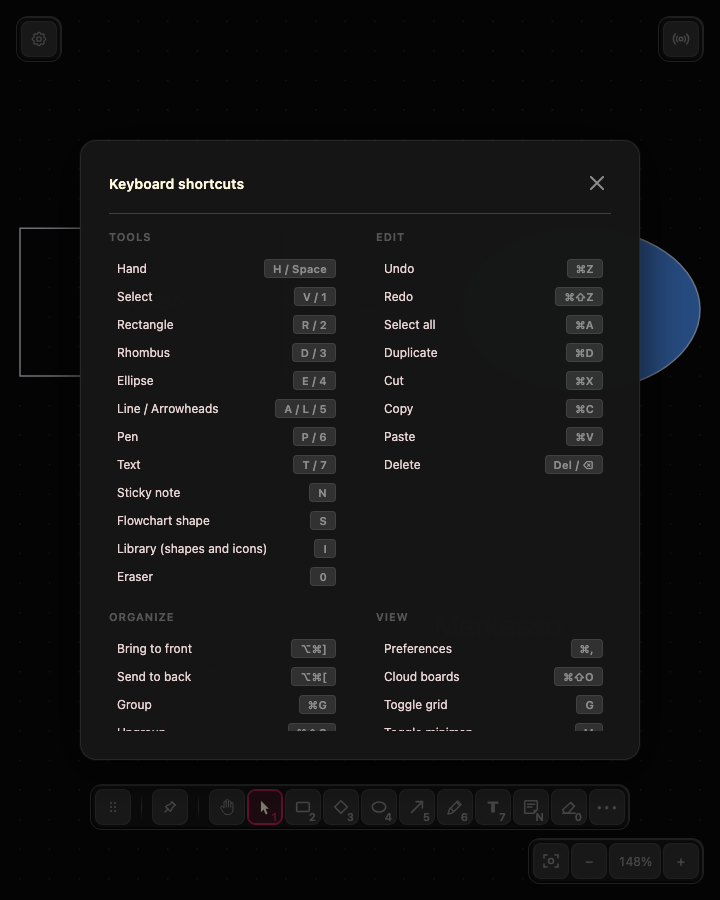 Keyboard shortcuts
TOOLS
Hand H / Space
Select V / 1
Rectangle R / 2
Rhombus D / 3
Ellipse E / 4
Line / Arrowheads A / L / 5
Pen P / 6
Text T / 7
Sticky note N
Flowchart shape S
Library (shapes and icons) I
Eraser 0
EDIT
Undo ⌘Z
Redo ⌘⇧Z
Select all ⌘A
Duplicate ⌘D
Cut ⌘X
Copy ⌘C
Paste ⌘V
Delete Del / ⌫
ORGANIZE
Bring to front ⌥⌘]
Send to back ⌥⌘[
Group ⌘G
VIEW
Preferences ⌘,
Cloud boards ⌘⇧O
Toggle grid G
1 2 3 4 5 6 T 7 N 0
− 148% +